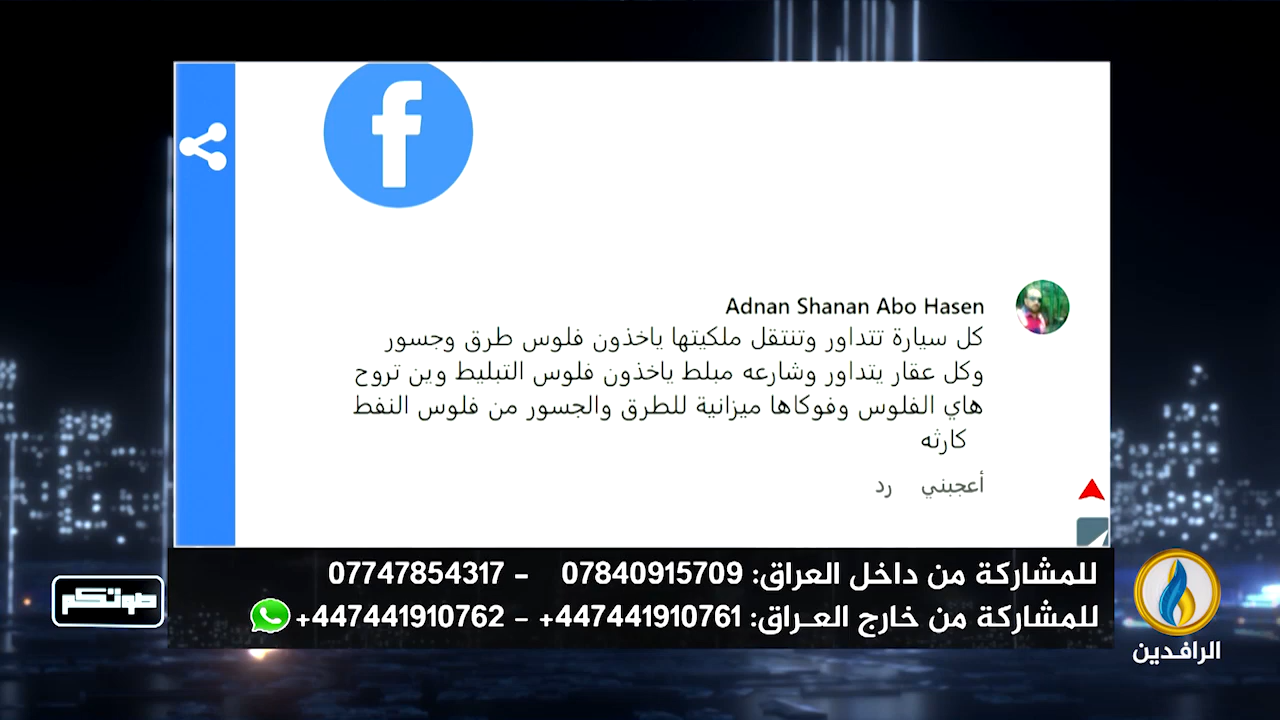 Adnan Shanan Abo Hasen
كل سيارة تتداور وتنتقل ملكيتها ياخذون فلوس طرق وجسور
وكل عقار يتداور وشارعه مبلط ياخذون فلوس التبليط وين تروح
هاي الفلوس وفوكاها ميزانية للطرق والجسور من فلوس النفط
كارثه
أعجبني رد
للمشاركة من داخل العراق: 07840915709 - 07747854317
للمشاركة من خارج العـراق: 447441910761+ - 447441910762+
صوتكم
الرافدين